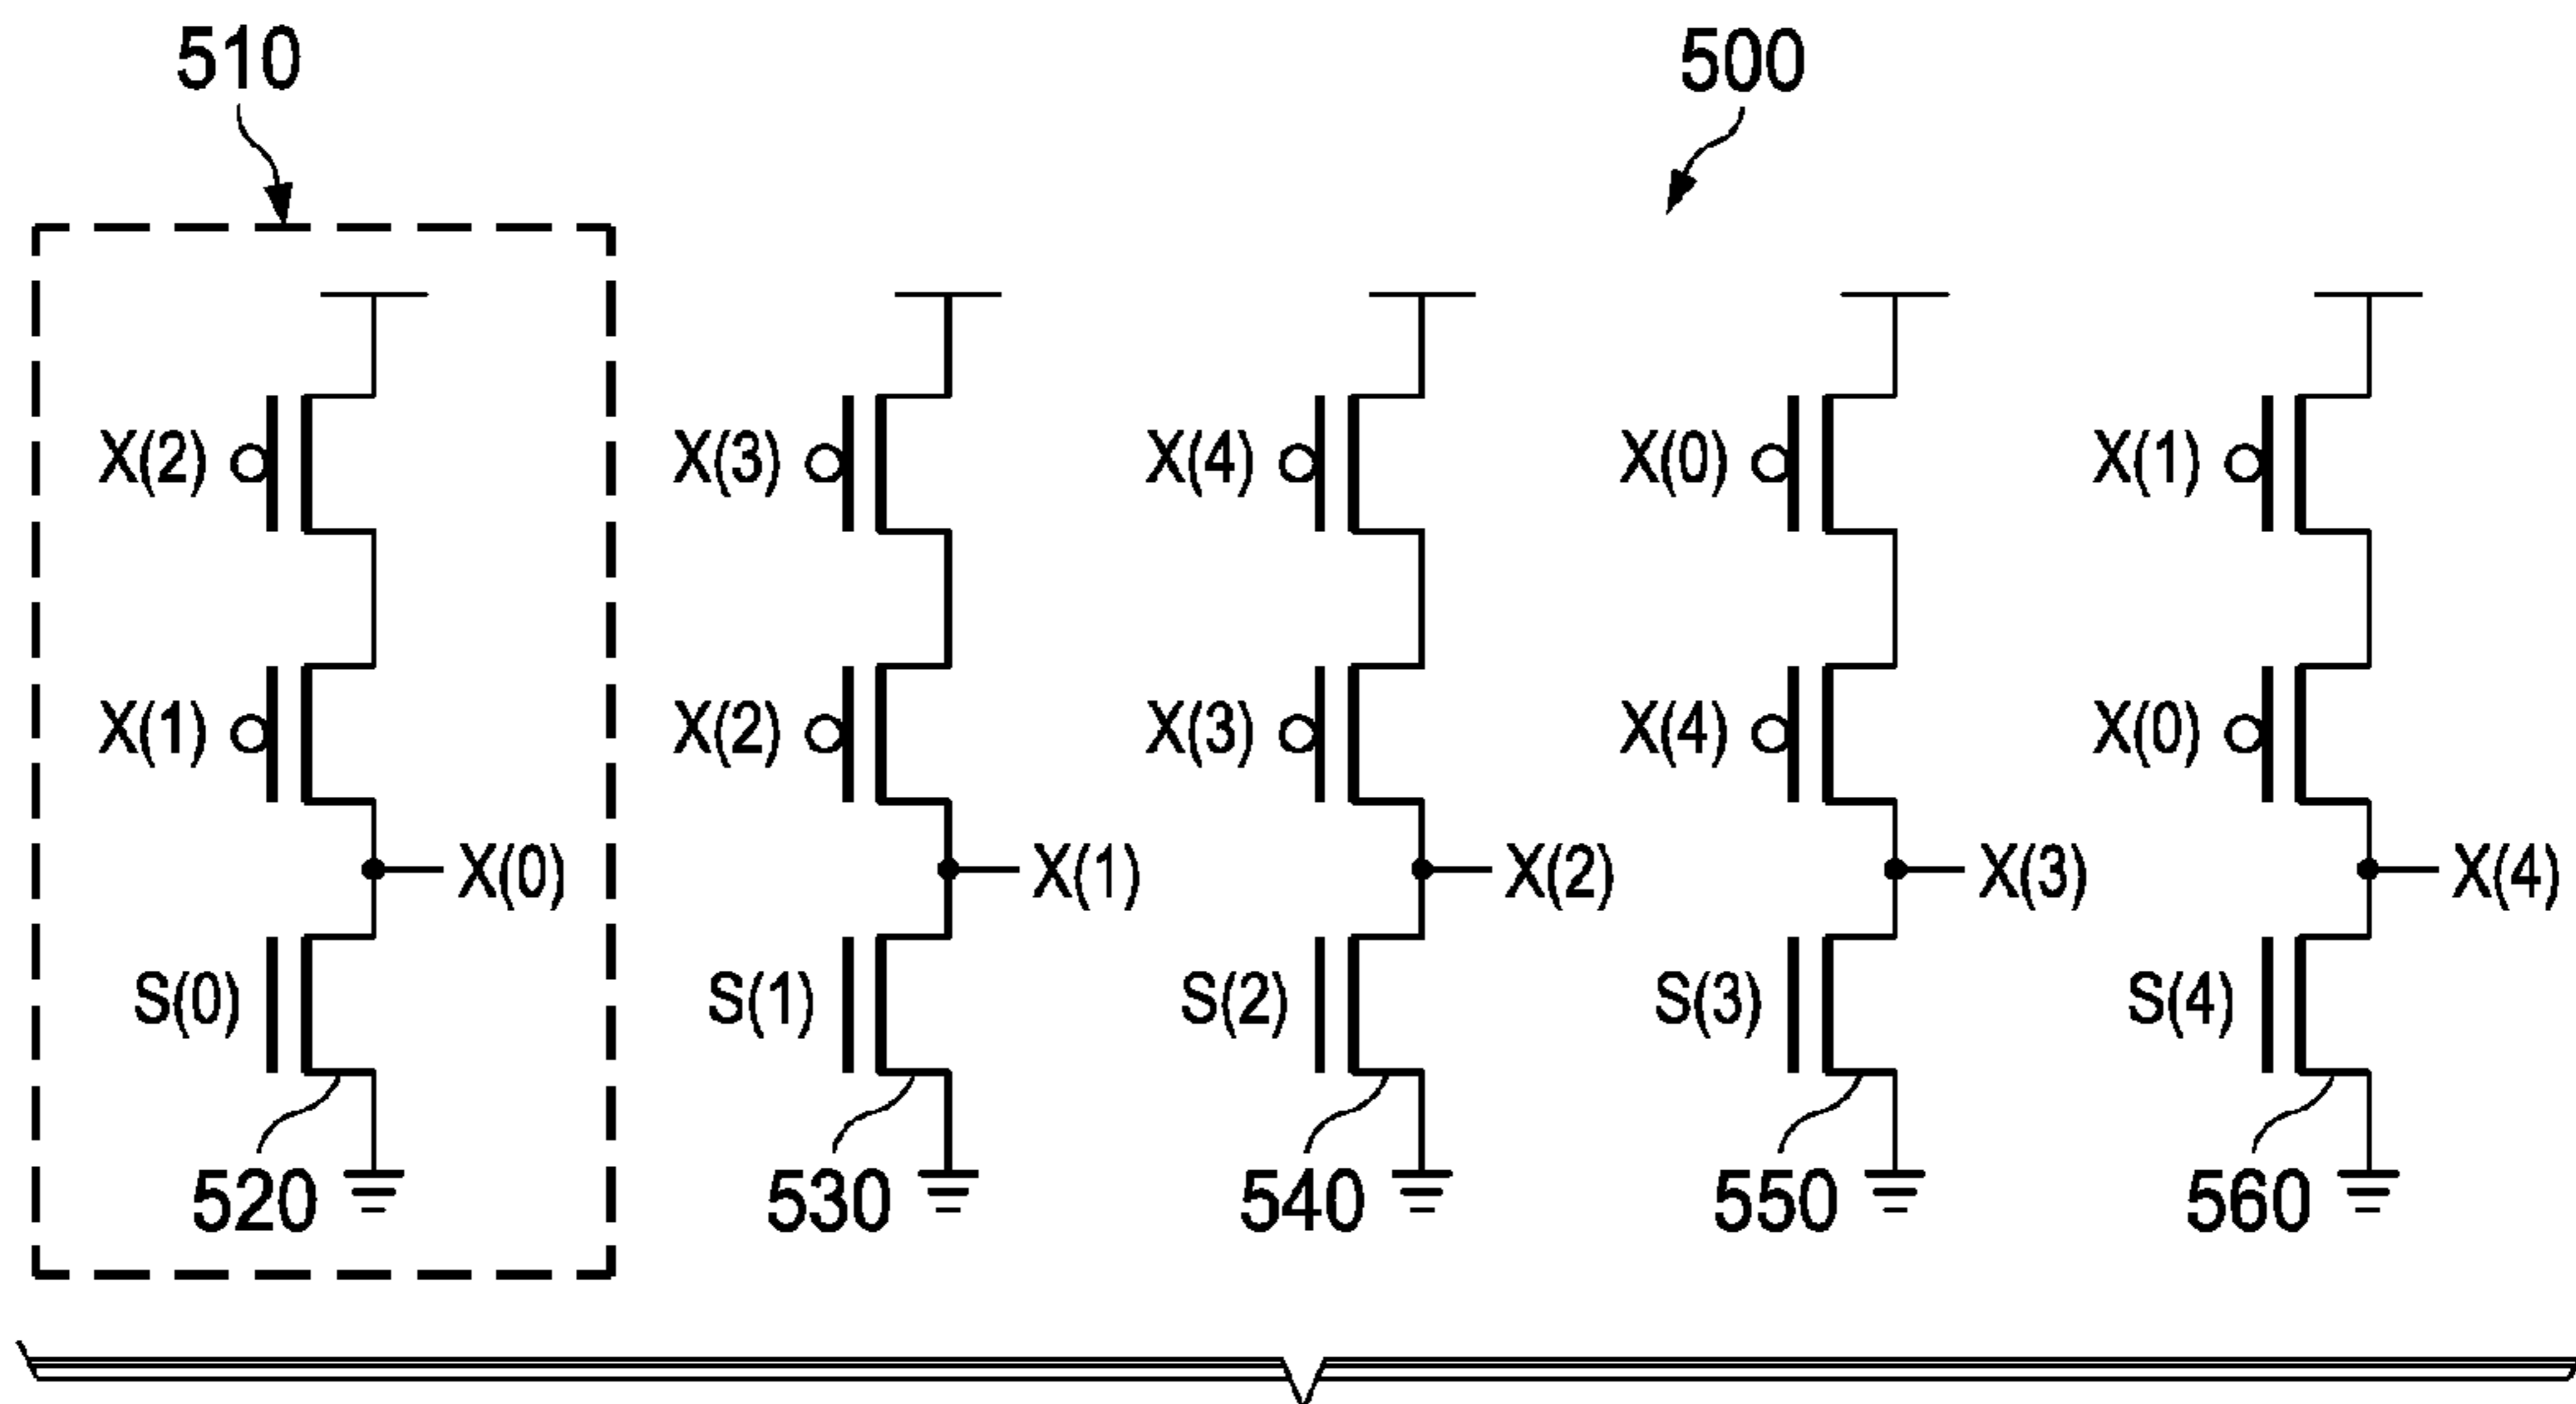 510 500
X(2) X(3) X(4) X(0) X(1)
X(1) X(2) X(3) X(4) X(0)
X(0) X(1) X(2) X(3) X(4)
S(0) S(1) S(2) S(3) S(4)
520 530 540 550 560